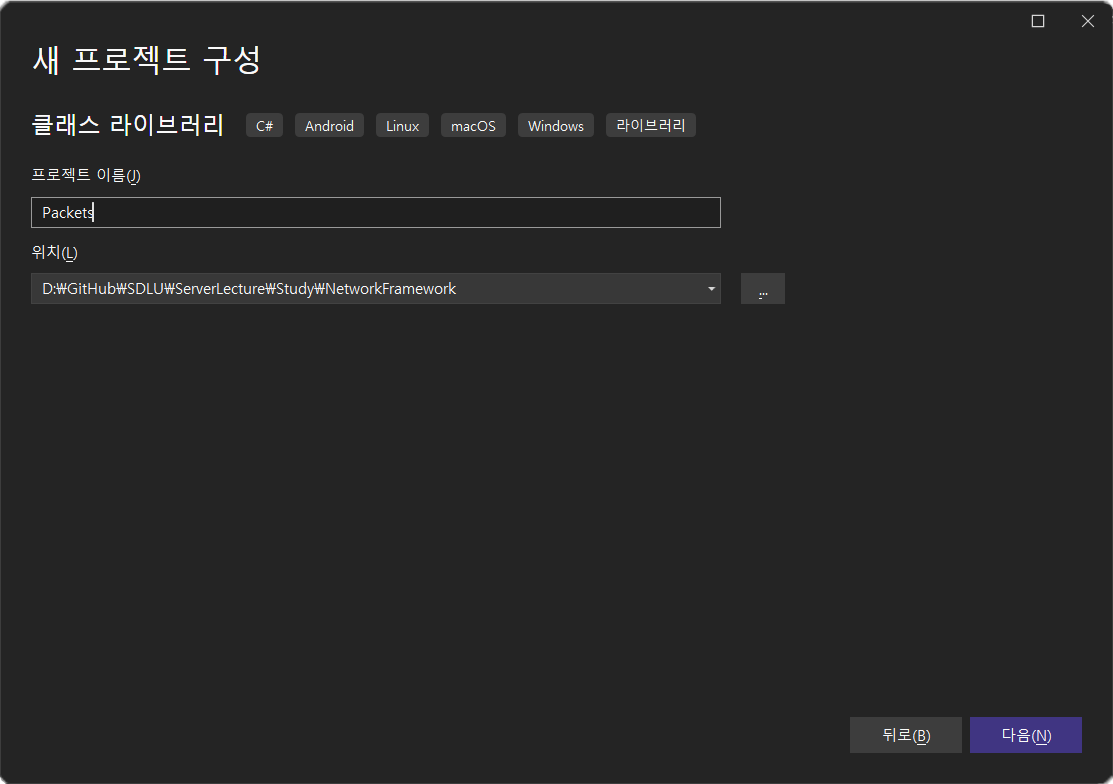 새 프로젝트 구성
클래스 라이브러리 C# Android Linux macOS Windows 라이브러리
프로젝트 이름(J)
Packets
위치(L)
D:₩GitHub₩SDLU₩ServerLecture₩Study₩NetworkFramework ...
뒤로(B) 다음(N)